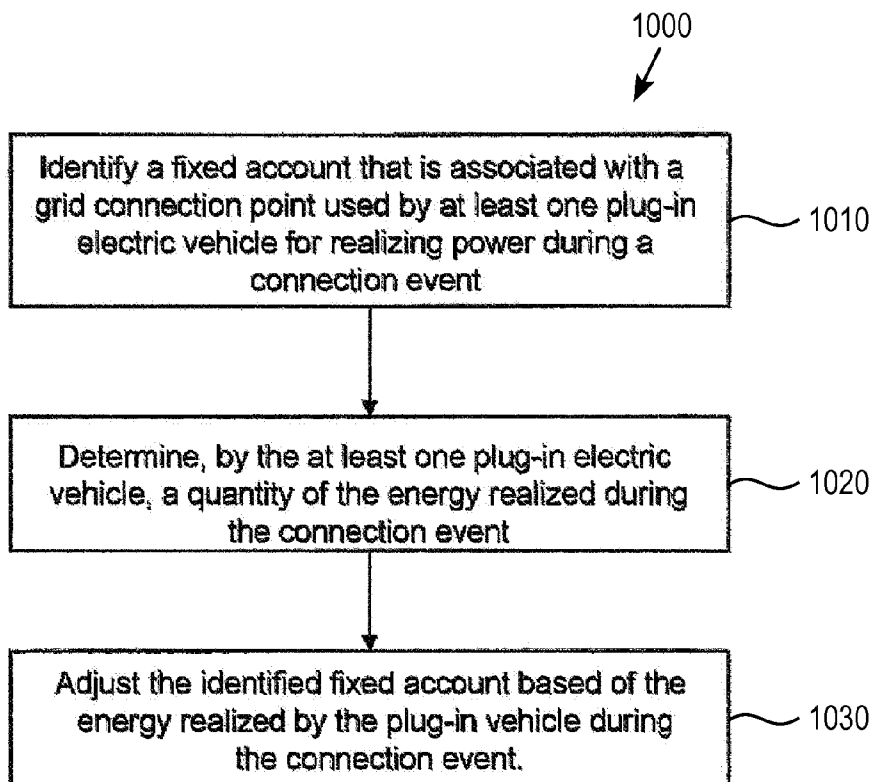 1000
Identify a fixed account that is associated with a
grid connection point used by at least one plug-in
electric vehicle for realizing power during a
connection event
1010
Determine, by the at least one plug-in electric
vehicle, a quantity of the energy realized during
the connection event
1020
Adjust the identified fixed account based of the
energy realized by the plug-in vehicle during
the connection event.
1030